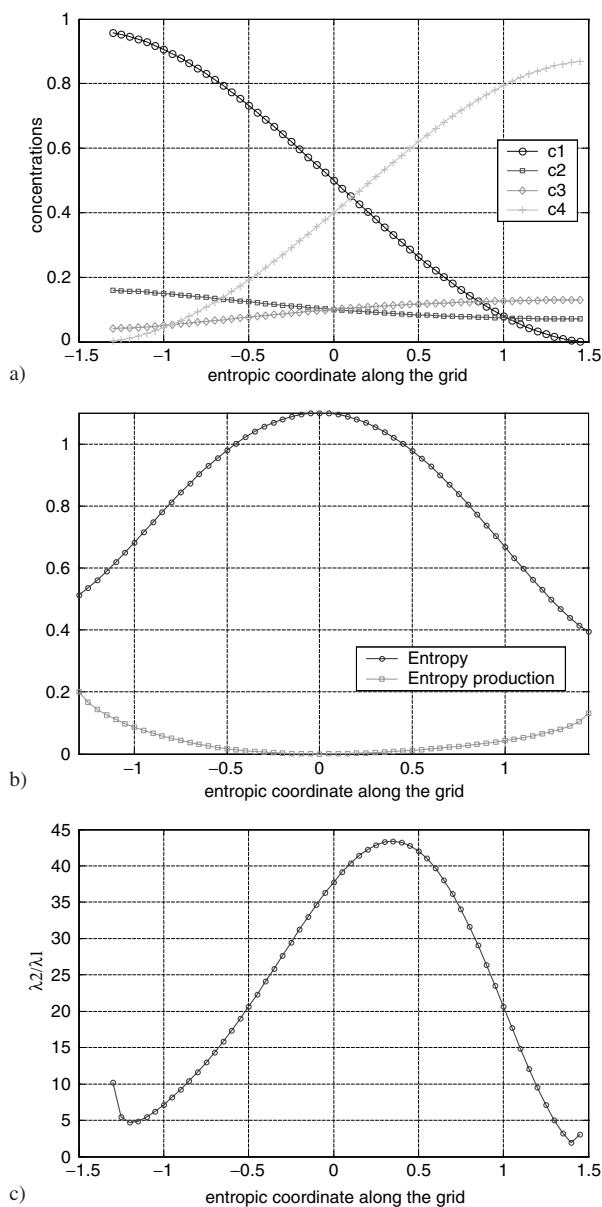 1
0.8
0.6
0.4
0.2
0
concentrations
c1
c2
c3
c4
−1.5 −1 −0.5 0 0.5 1 1.5
entropic coordinate along the grid
a)
1
0.8
0.6
0.4
0.2
0
Entropy
Entropy production
−1 −0.5 0 0.5 1
entropic coordinate along the grid
b)
45
40
35
30
25
20
15
10
5
0
λ2/λ1
−1.5 −1 −0.5 0 0.5 1 1.5
entropic coordinate along the grid
c)